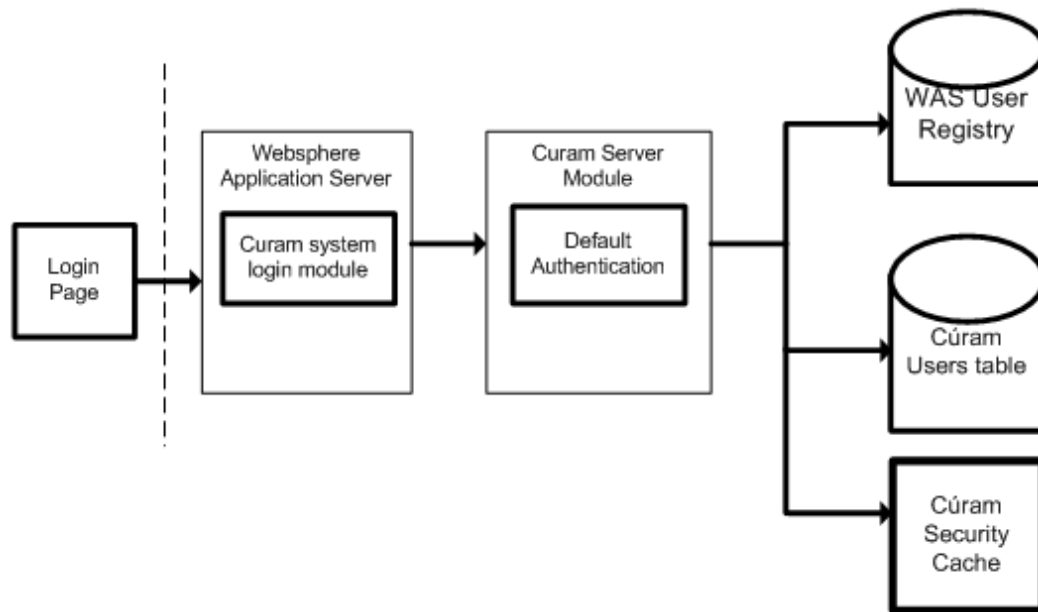 Login
Page
Websphere
Application Server
Curam system
login module
Curam Server
Module
Default
Authentication
WAS User
Registry
Cúram
Users table
Cúram
Security
Cache